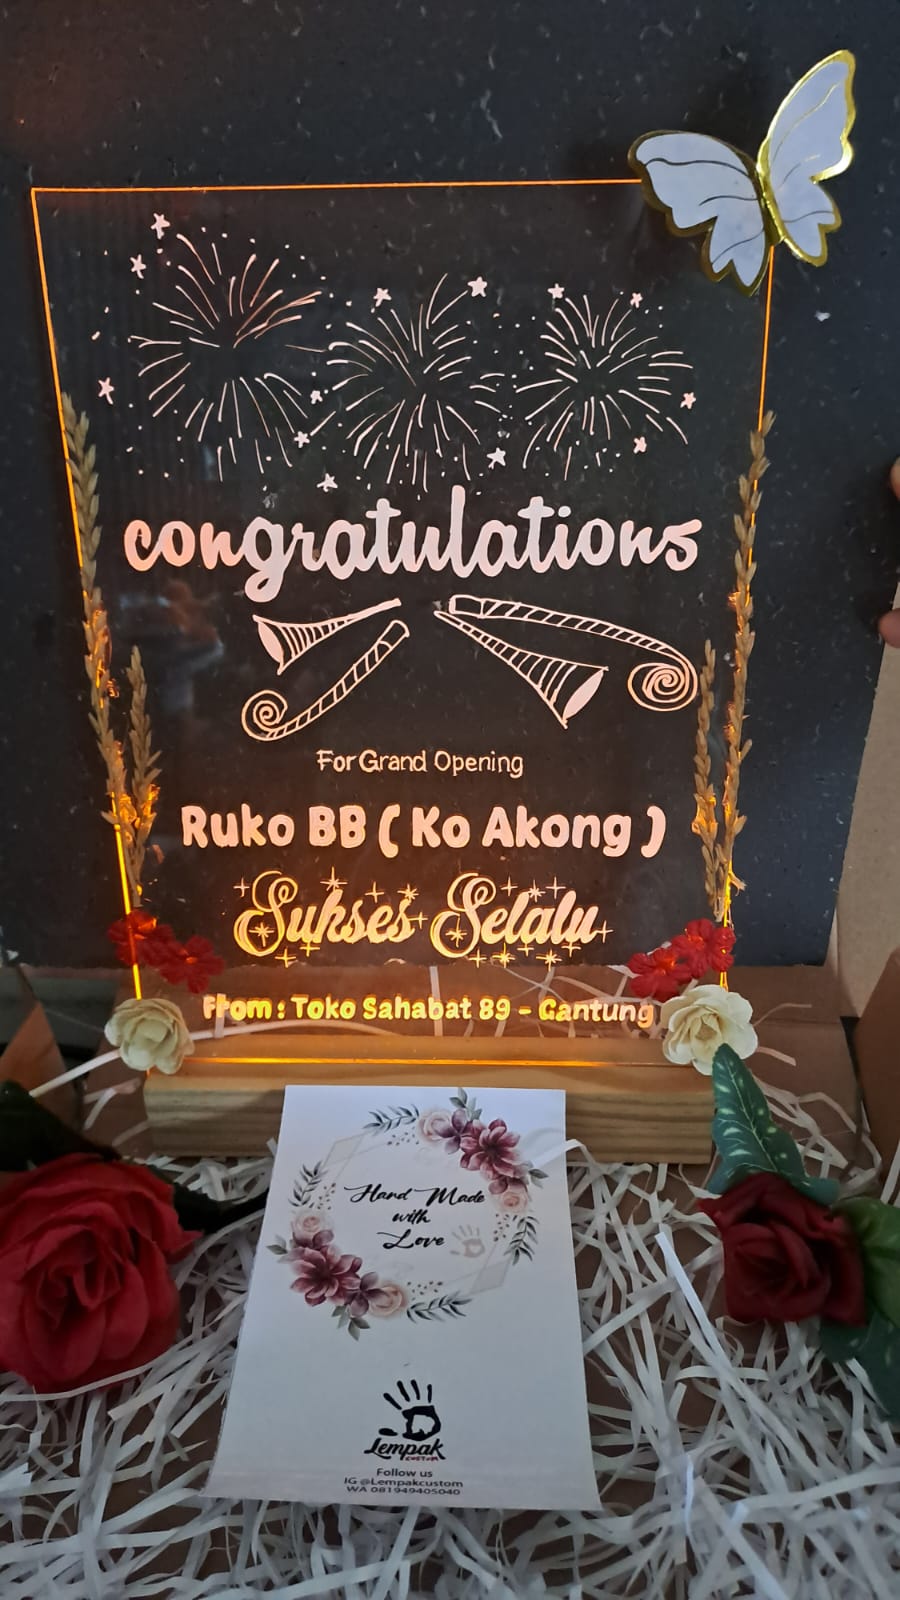 congratulations
For Grand Opening
Ruko BB ( Ko Akong )
Sukses Selalu
From : Toko Sahabat 89 - Gantung
Hand Made
with
Love
Lempak
CUSTOM
Follow us
IG @Lempakcustom
WA 081949405040